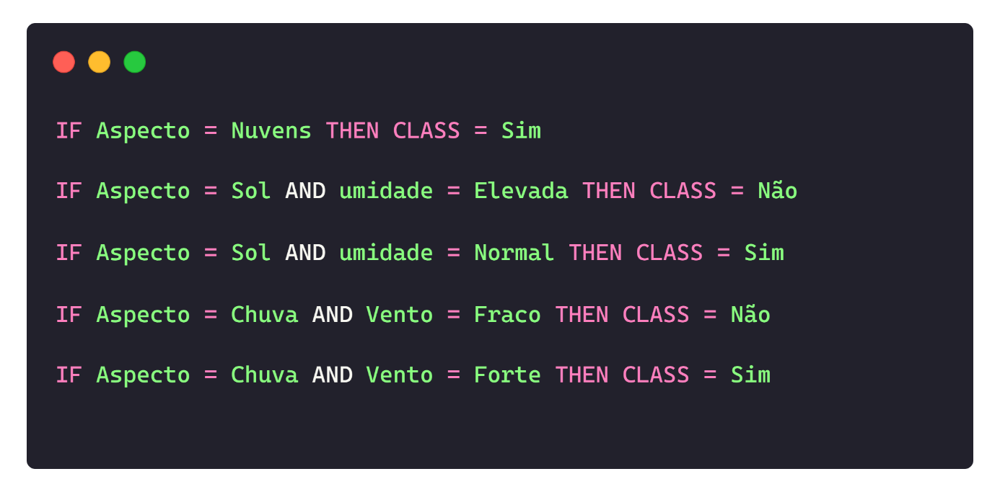 IF Aspecto = Nuvens THEN CLASS = Sim
IF Aspecto = Sol AND umidade = Elevada THEN CLASS = Não
IF Aspecto = Sol AND umidade = Normal THEN CLASS = Sim
IF Aspecto = Chuva AND Vento = Fraco THEN CLASS = Não
IF Aspecto = Chuva AND Vento = Forte THEN CLASS = Sim